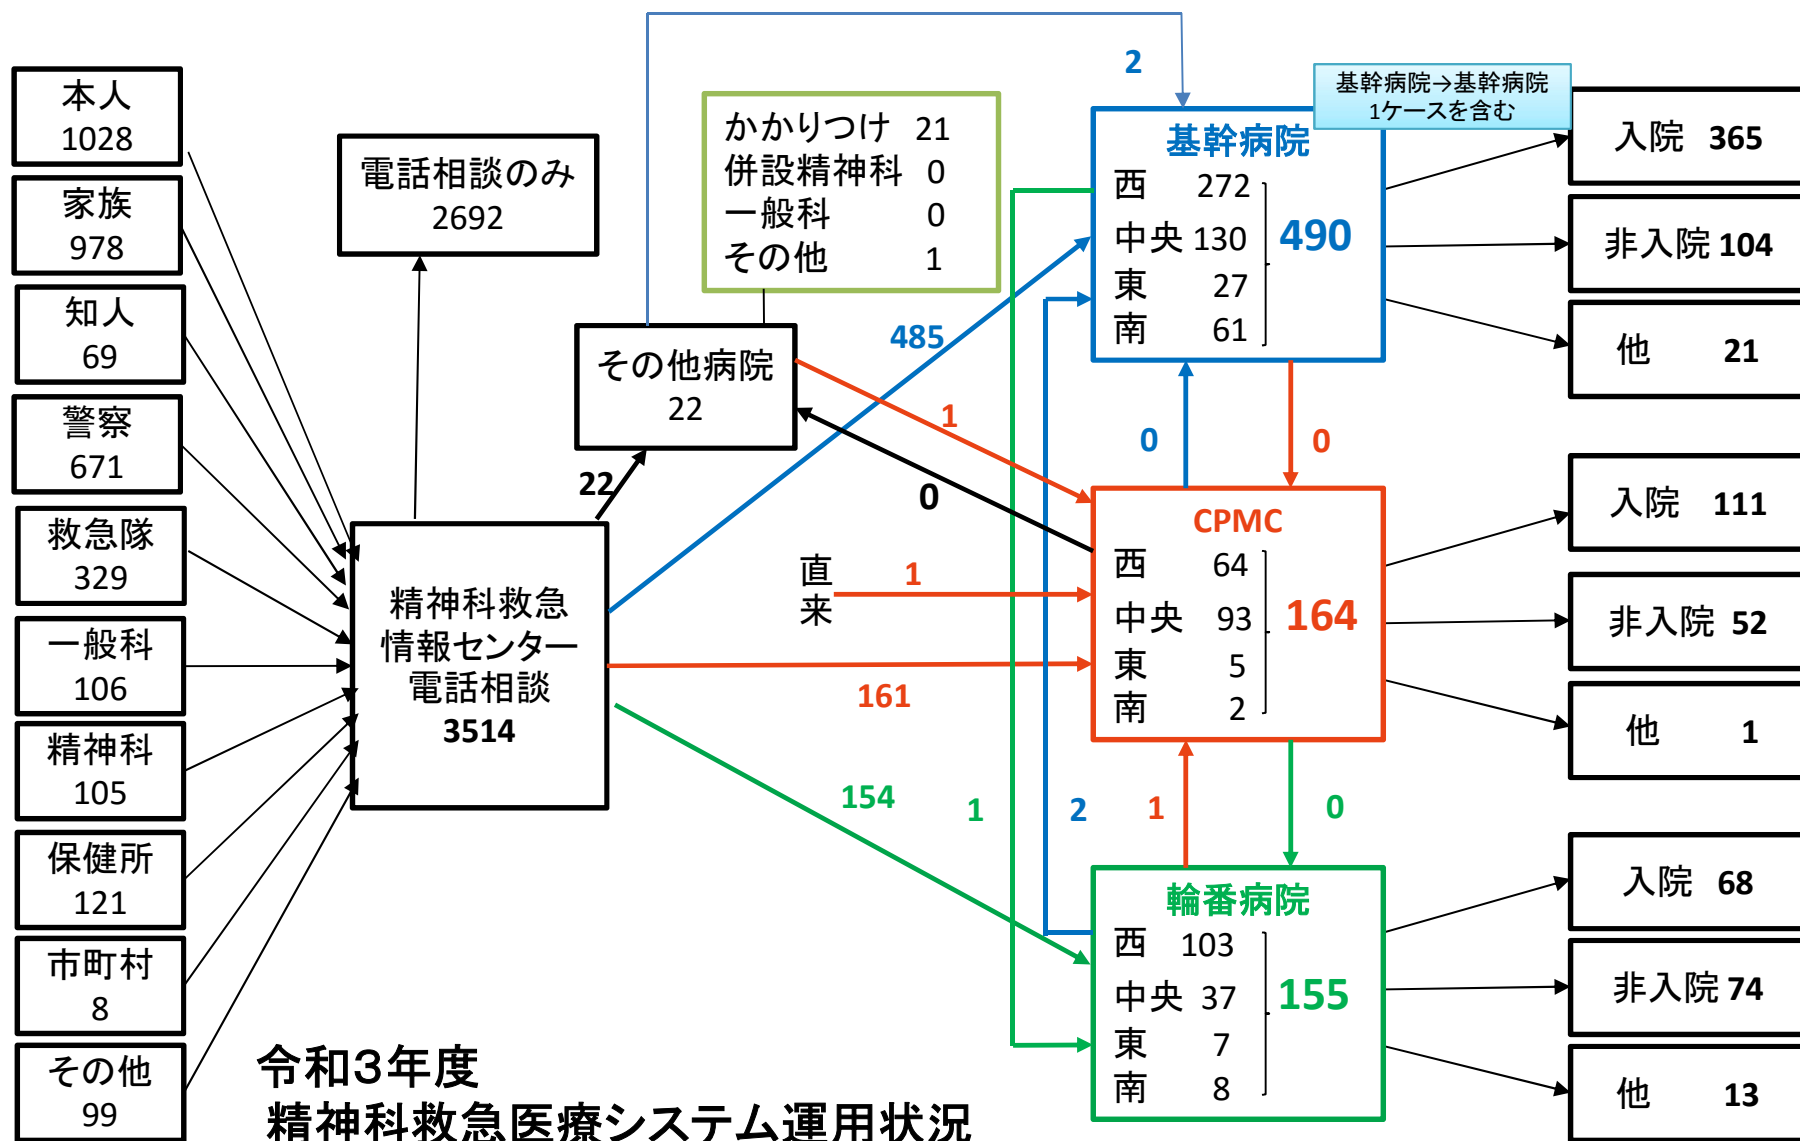 本人
1028
家族
978
知人
69
警察
671
救急隊
329
一般科
106
精神科
105
保健所
121
市町村
8
その他
99
電話相談のみ
2692
精神科救急
情報センター
電話相談
3514
かかりつけ 21
併設精神科 0
一般科 0
その他 1
その他病院
22
22
485
161
154
2
1
0
直来
1
1
2
0
0
1
0
基幹病院→基幹病院
1ケースを含む
基幹病院
西 272
中央 130
東 27
南 61
490
CPMC
西 64
中央 93
東 5
南 2
164
輪番病院
西 103
中央 37
東 7
南 8
155
入院 365
非入院 104
他 21
入院 111
非入院 52
他 1
入院 68
非入院 74
他 13
令和3年度
精神科救急医療システム運用状況